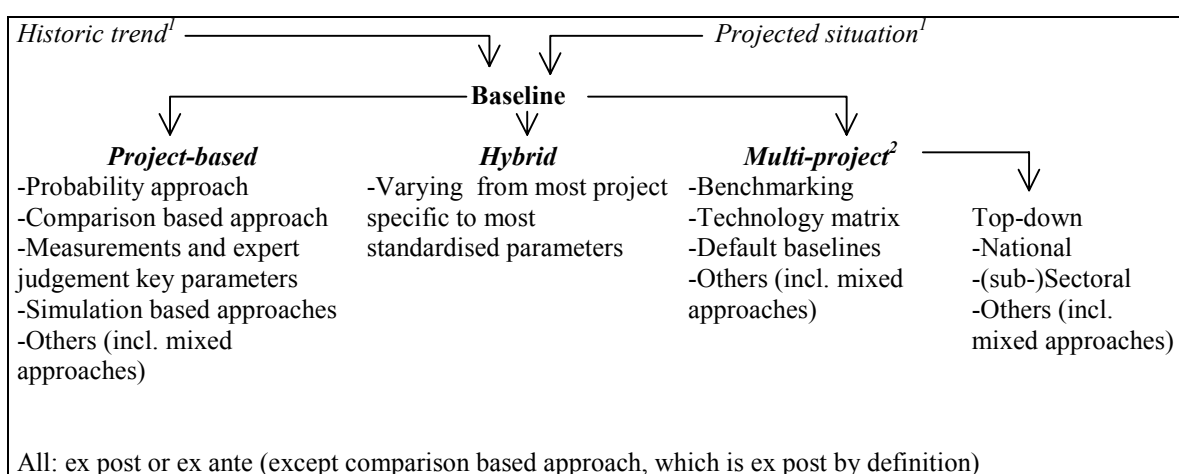 Historic trend1
Projected situation1
Baseline
Project-based
-Probability approach
-Comparison based approach
-Measurements and expert
judgement key parameters
-Simulation based approaches
-Others (incl. mixed
approaches)
Hybrid
-Varying from most project
specific to most
standardised parameters
Multi-project2
-Benchmarking
-Technology matrix
-Default baselines
-Others (incl. mixed
approaches)
Top-down
-National
-(sub-)Sectoral
-Others (incl.
mixed approaches)
All: ex post or ex ante (except comparison based approach, which is ex post by definition)